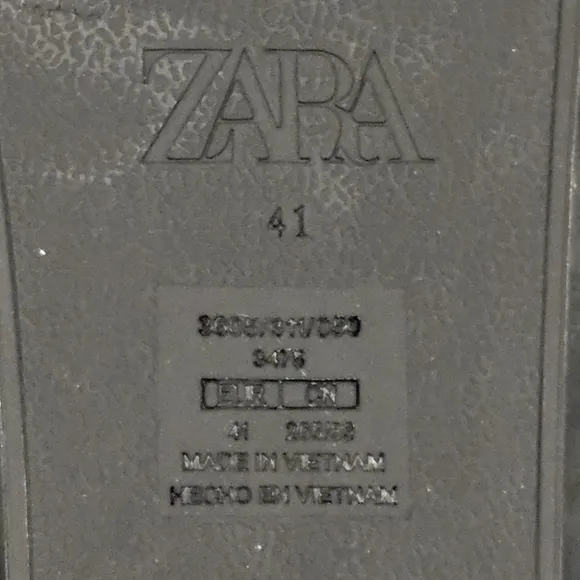 ZARA
41
EUR CN
41
MADE IN VIETNAM
HECHO EN VIETNAM